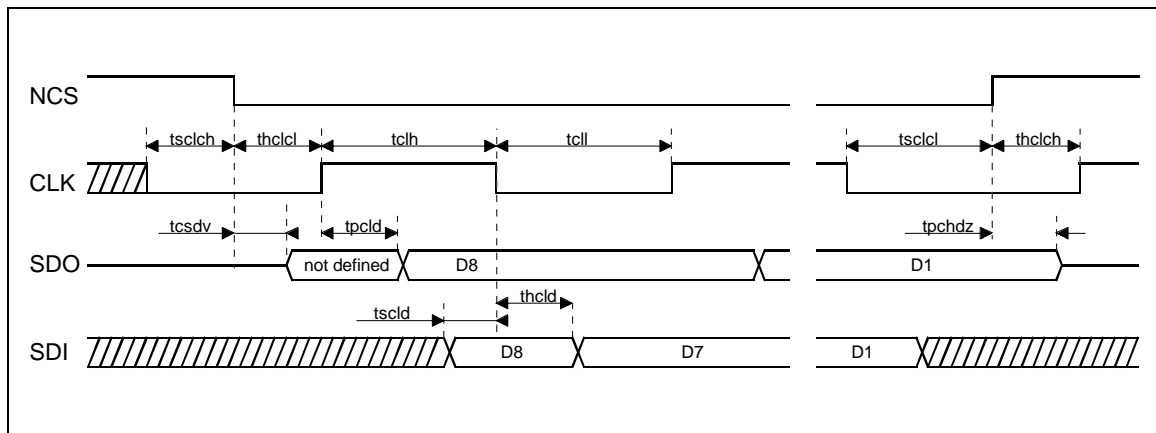 NCS
tsclch thclcl tclh tcll tsclcl thclch
CLK
tcsdv tpcld tpchdz
SDO not defined D8 D1
tscld thcld
SDI D8 D7 D1